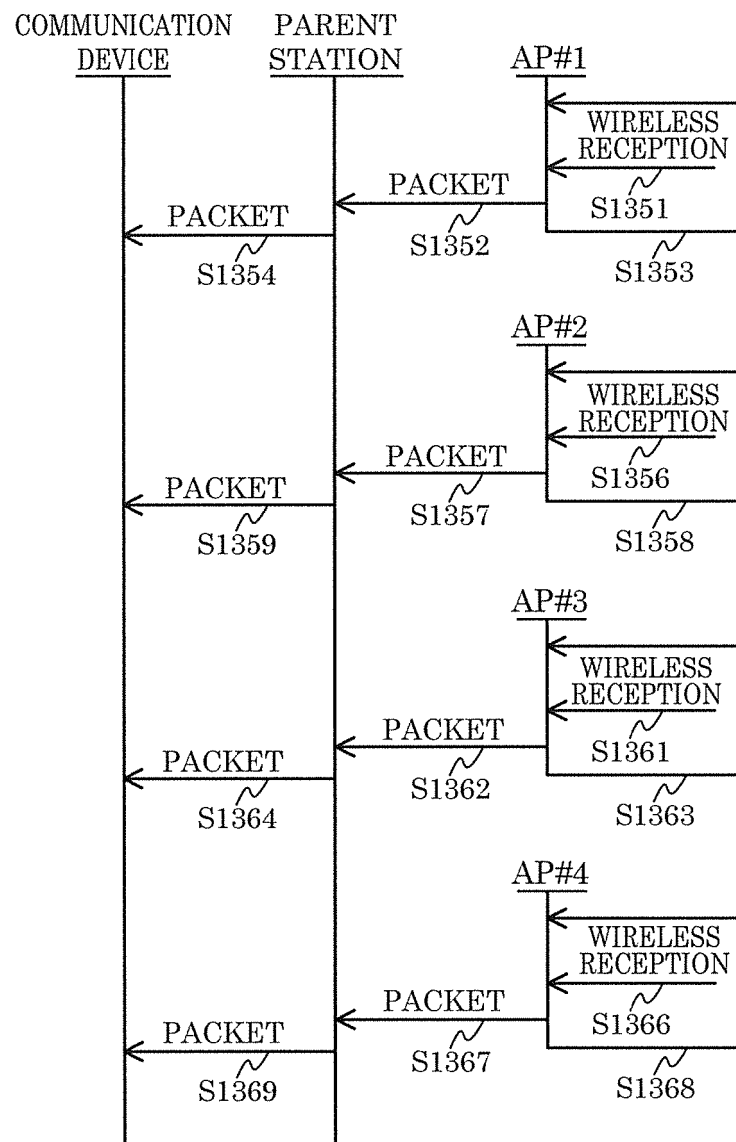 COMMUNICATION
DEVICE
PARENT
STATION
AP#1
WIRELESS
RECEPTION
S1351
PACKET
S1352
S1353
PACKET
S1354
AP#2
WIRELESS
RECEPTION
S1356
PACKET
S1357
S1358
PACKET
S1359
AP#3
WIRELESS
RECEPTION
S1361
PACKET
S1362
S1363
PACKET
S1364
AP#4
WIRELESS
RECEPTION
S1366
PACKET
S1367
S1368
PACKET
S1369